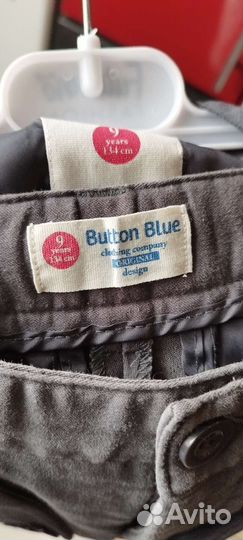 9
years
134 cm
9
years
134 cm
Button Blue
clothing company
ORIGINAL
design
Avito